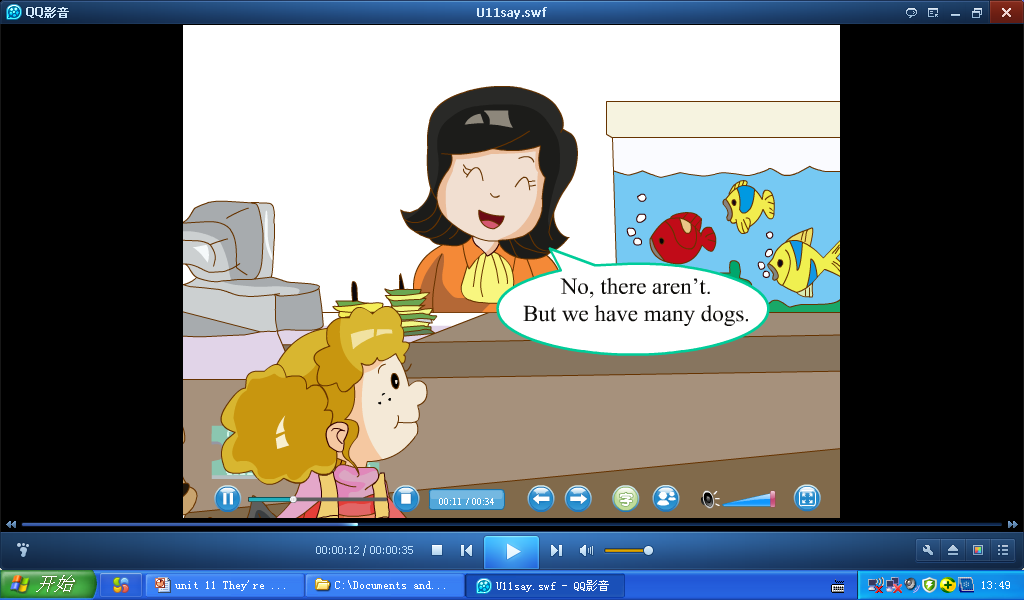 QQ影音
U11say.swf
No, there aren't.
But we have many dogs.
00:11 / 00:34
字
00:00:12 / 00:00:35
开始
unit 11 They're ...
C:\Documents and...
U11say.swf - QQ影音
13:49